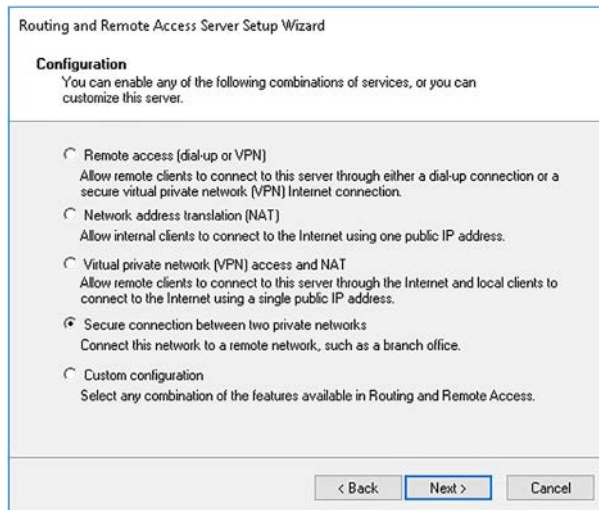 Routing and Remote Access Server Setup Wizard
Configuration
You can enable any of the following combinations of services, or you can
customize this server.
Remote access (dial-up or VPN)
Allow remote clients to connect to this server through either a dial-up connection or a
secure virtual private network (VPN) Internet connection.
Network address translation (NAT)
Allow internal clients to connect to the Internet using one public IP address.
Virtual private network (VPN) access and NAT
Allow remote clients to connect to this server through the Internet and local clients to
connect to the Internet using a single public IP address.
Secure connection between two private networks
Connect this network to a remote network, such as a branch office.
Custom configuration
Select any combination of the features available in Routing and Remote Access.
< Back Next > Cancel